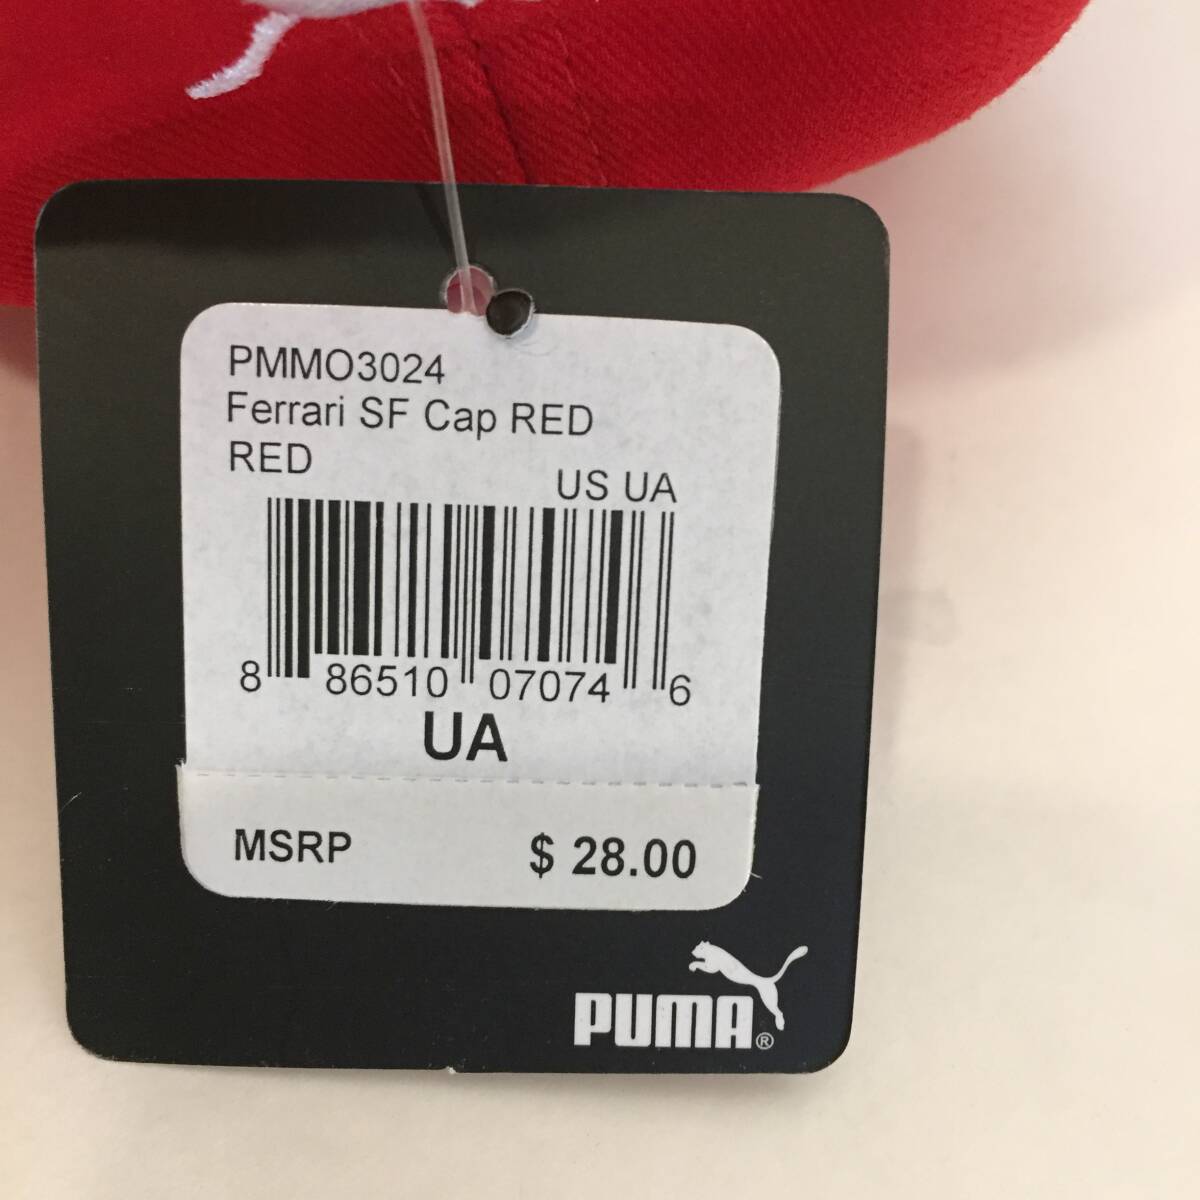 PMMO3024
Ferrari SF Cap RED
RED
US UA
8 86510 07074 6
UA
MSRP $ 28.00
PUMA®